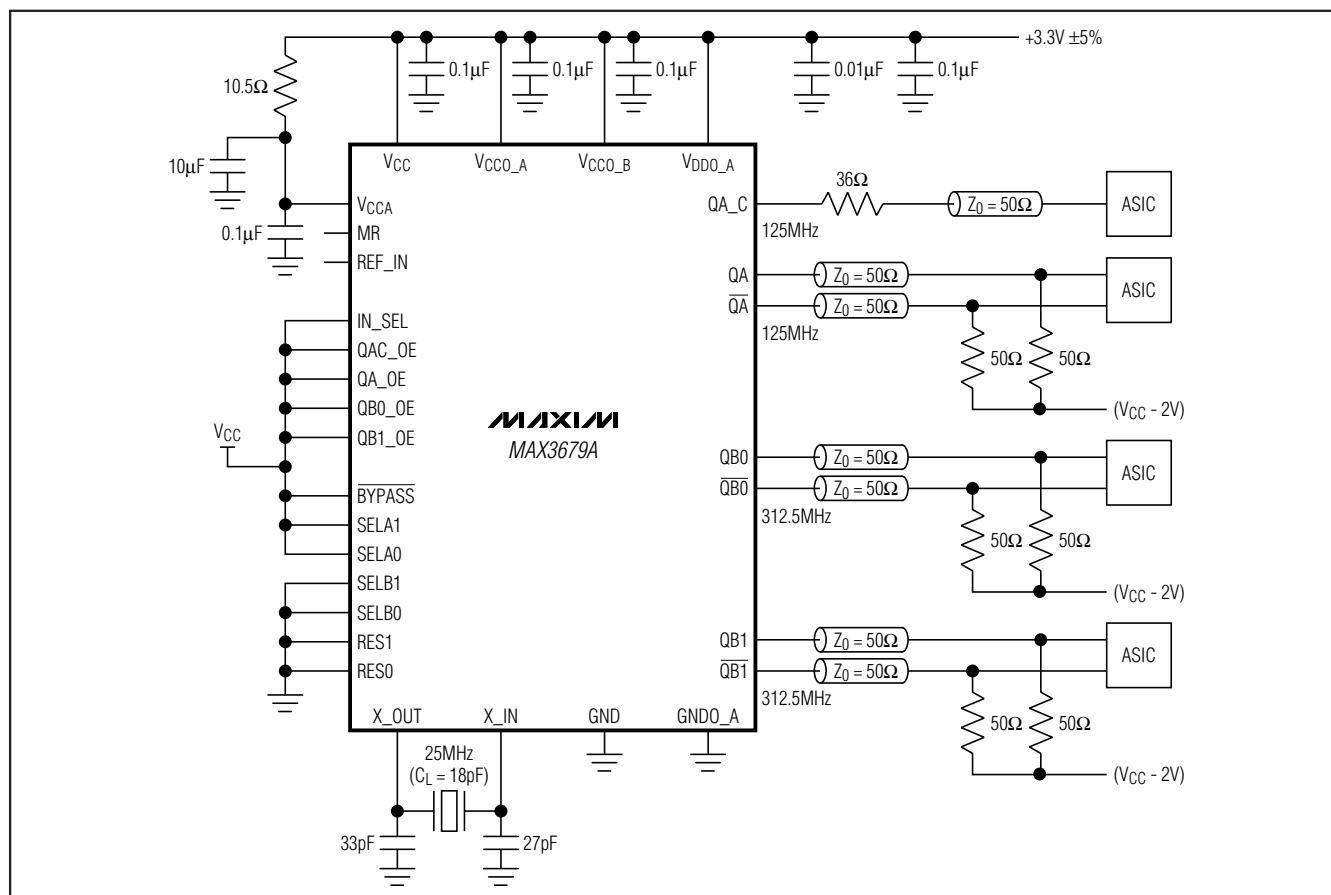 +3.3V ±5%
0.1µF
0.1µF
0.1µF
0.01µF
0.1µF
10.5Ω
10µF
0.1µF
VCC
VCCO_A
VCCO_B
VDDO_A
VCCA
MR
REF_IN
IN_SEL
QAC_OE
QA_OE
QB0_OE
QB1_OE
VCC
BYPASS
SELA1
SELA0
SELB1
SELB0
RES1
RES0
MAXIM
MAX3679A
X_OUT
X_IN
GND
GNDO_A
25MHz
(CL = 18pF)
33pF
27pF
QA_C
125MHz
36Ω
Z0 = 50Ω
ASIC
QA
Z0 = 50Ω
QA
Z0 = 50Ω
125MHz
ASIC
50Ω
50Ω
(VCC - 2V)
QB0
Z0 = 50Ω
QB0
Z0 = 50Ω
312.5MHz
ASIC
50Ω
50Ω
(VCC - 2V)
QB1
Z0 = 50Ω
QB1
Z0 = 50Ω
312.5MHz
ASIC
50Ω
50Ω
(VCC - 2V)